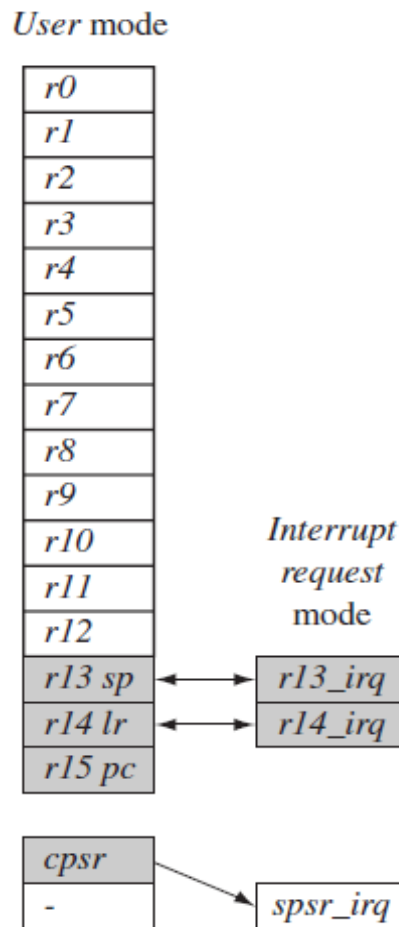 User mode
r0
r1
r2
r3
r4
r5
r6
r7
r8
r9
r10
r11
r12
r13 sp
r14 lr
r15 pc
cpsr
-
Interrupt
request
mode
r13_irq
r14_irq
spsr_irq